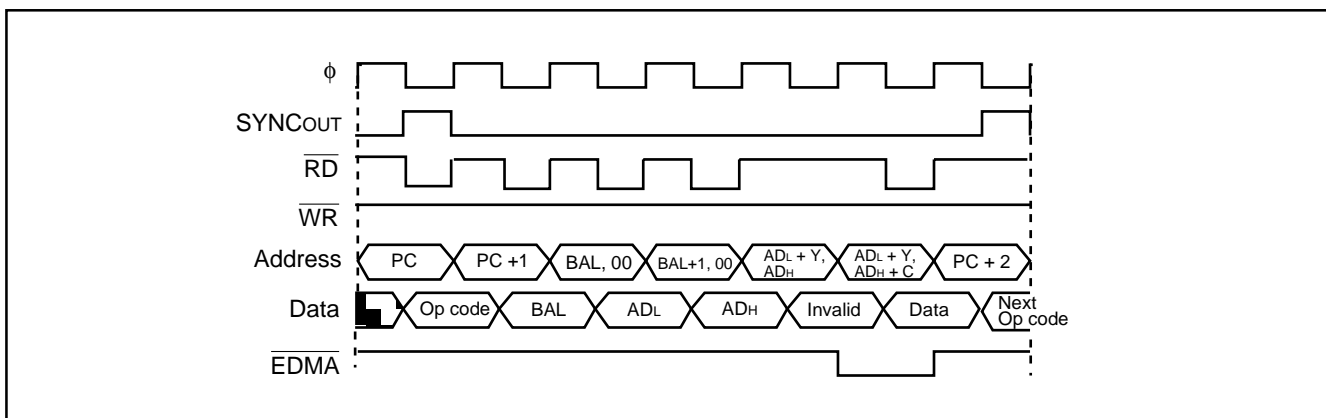 ϕ
SYNCOUT
RD
WR
Address PC PC +1 BAL, 00 BAL+1, 00 ADL + Y, ADH ADL + Y, ADH + C PC + 2
Data Op code BAL ADL ADH Invalid Data Next Op code
EDMA